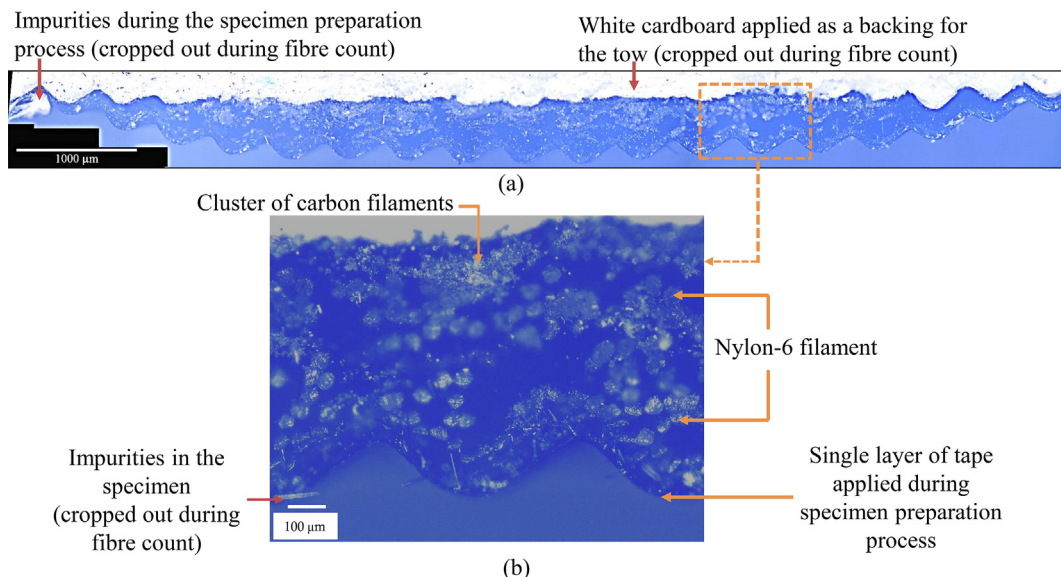 Impurities during the specimen preparation
process (cropped out during fibre count)
White cardboard applied as a backing for
the tow (cropped out during fibre count)
1000 µm
(a)
Cluster of carbon filaments
Nylon-6 filament
Impurities in the
specimen
(cropped out during
fibre count)
Single layer of tape
applied during
specimen preparation
process
100 µm
(b)